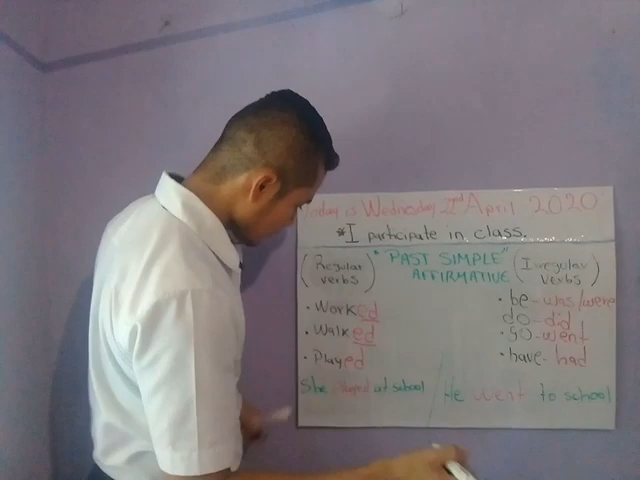 Today is Wednesday 22nd April 2020
*I participate in class.
"PAST SIMPLE"
AFFIRMATIVE
(Regular verbs)
• Worked
• Walked
• Played
She played at school
(Irregular verbs)
• be - was/were
do - did
• go - went
• have - had
He went to school